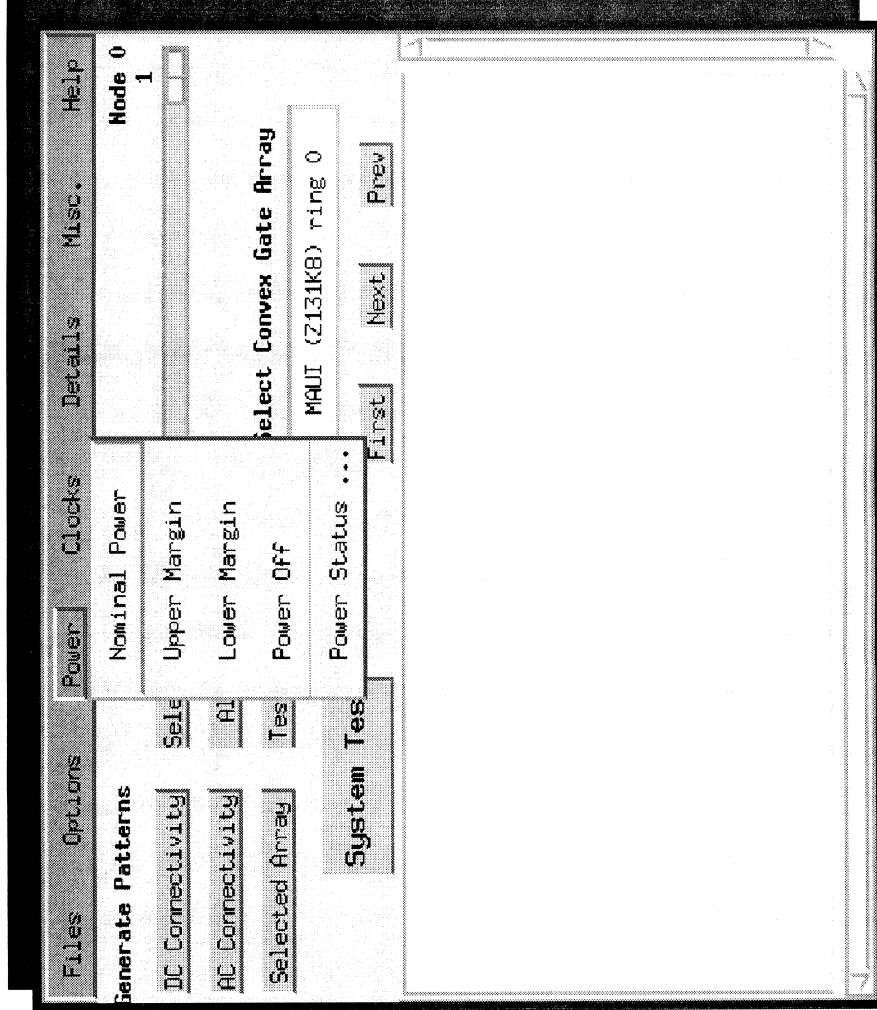 Files Options Power Clocks Details Misc. Help
Generate Patterns
Node 0
1
Nominal Power
DC Connectivity Sele Upper Margin
AC Connectivity Al Lower Margin
Select Convex Gate Array
Selected Array Tes Power Off
MAUI (Z131K8) ring 0
System Tes Power Status ...
First Next Prev